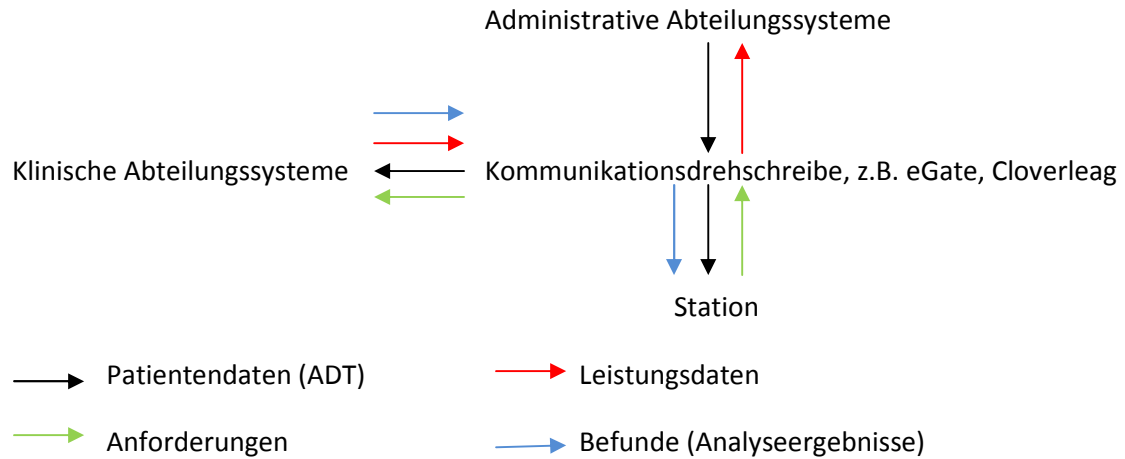 Administrative Abteilungssysteme
Klinische Abteilungssysteme
Kommunikationsdrehschreibe, z.B. eGate, Cloverleag
Station
Patientendaten (ADT)
Leistungsdaten
Anforderungen
Befunde (Analyseergebnisse)